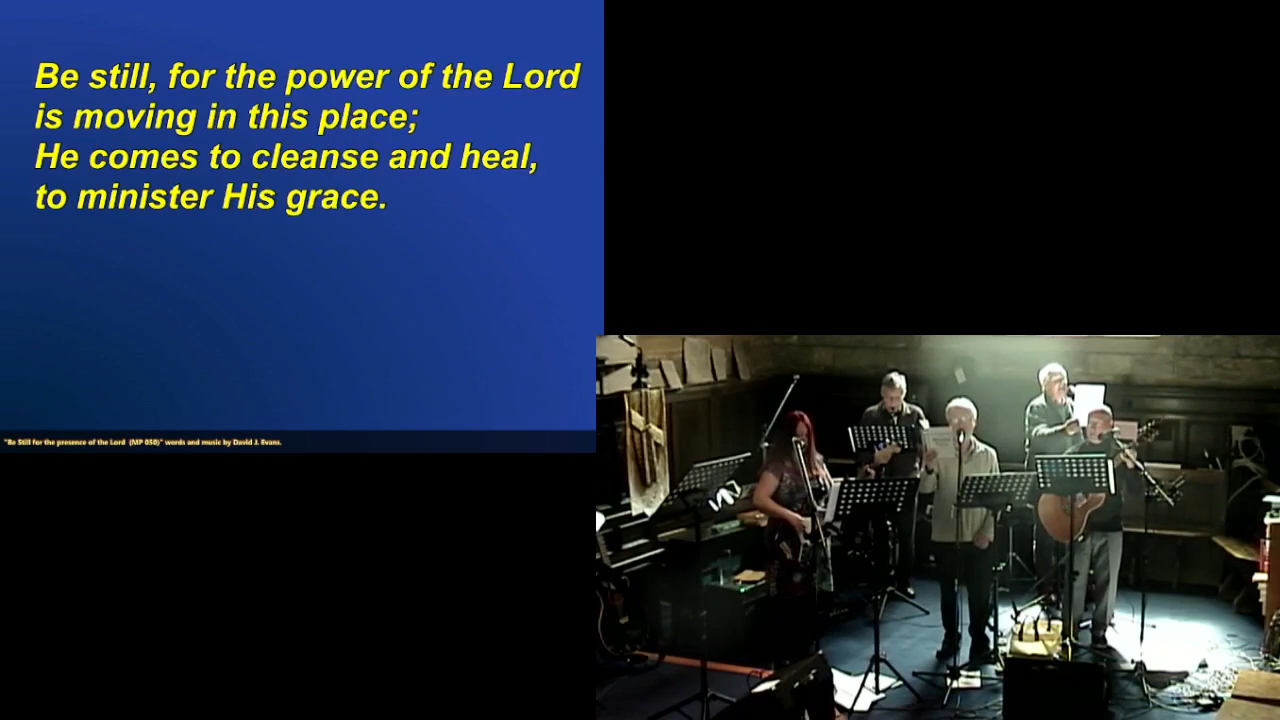 Be still, for the power of the Lord
is moving in this place;
He comes to cleanse and heal,
to minister His grace.
"Be Still for the presence of the Lord (MP 050)" words and music by David J. Evans.